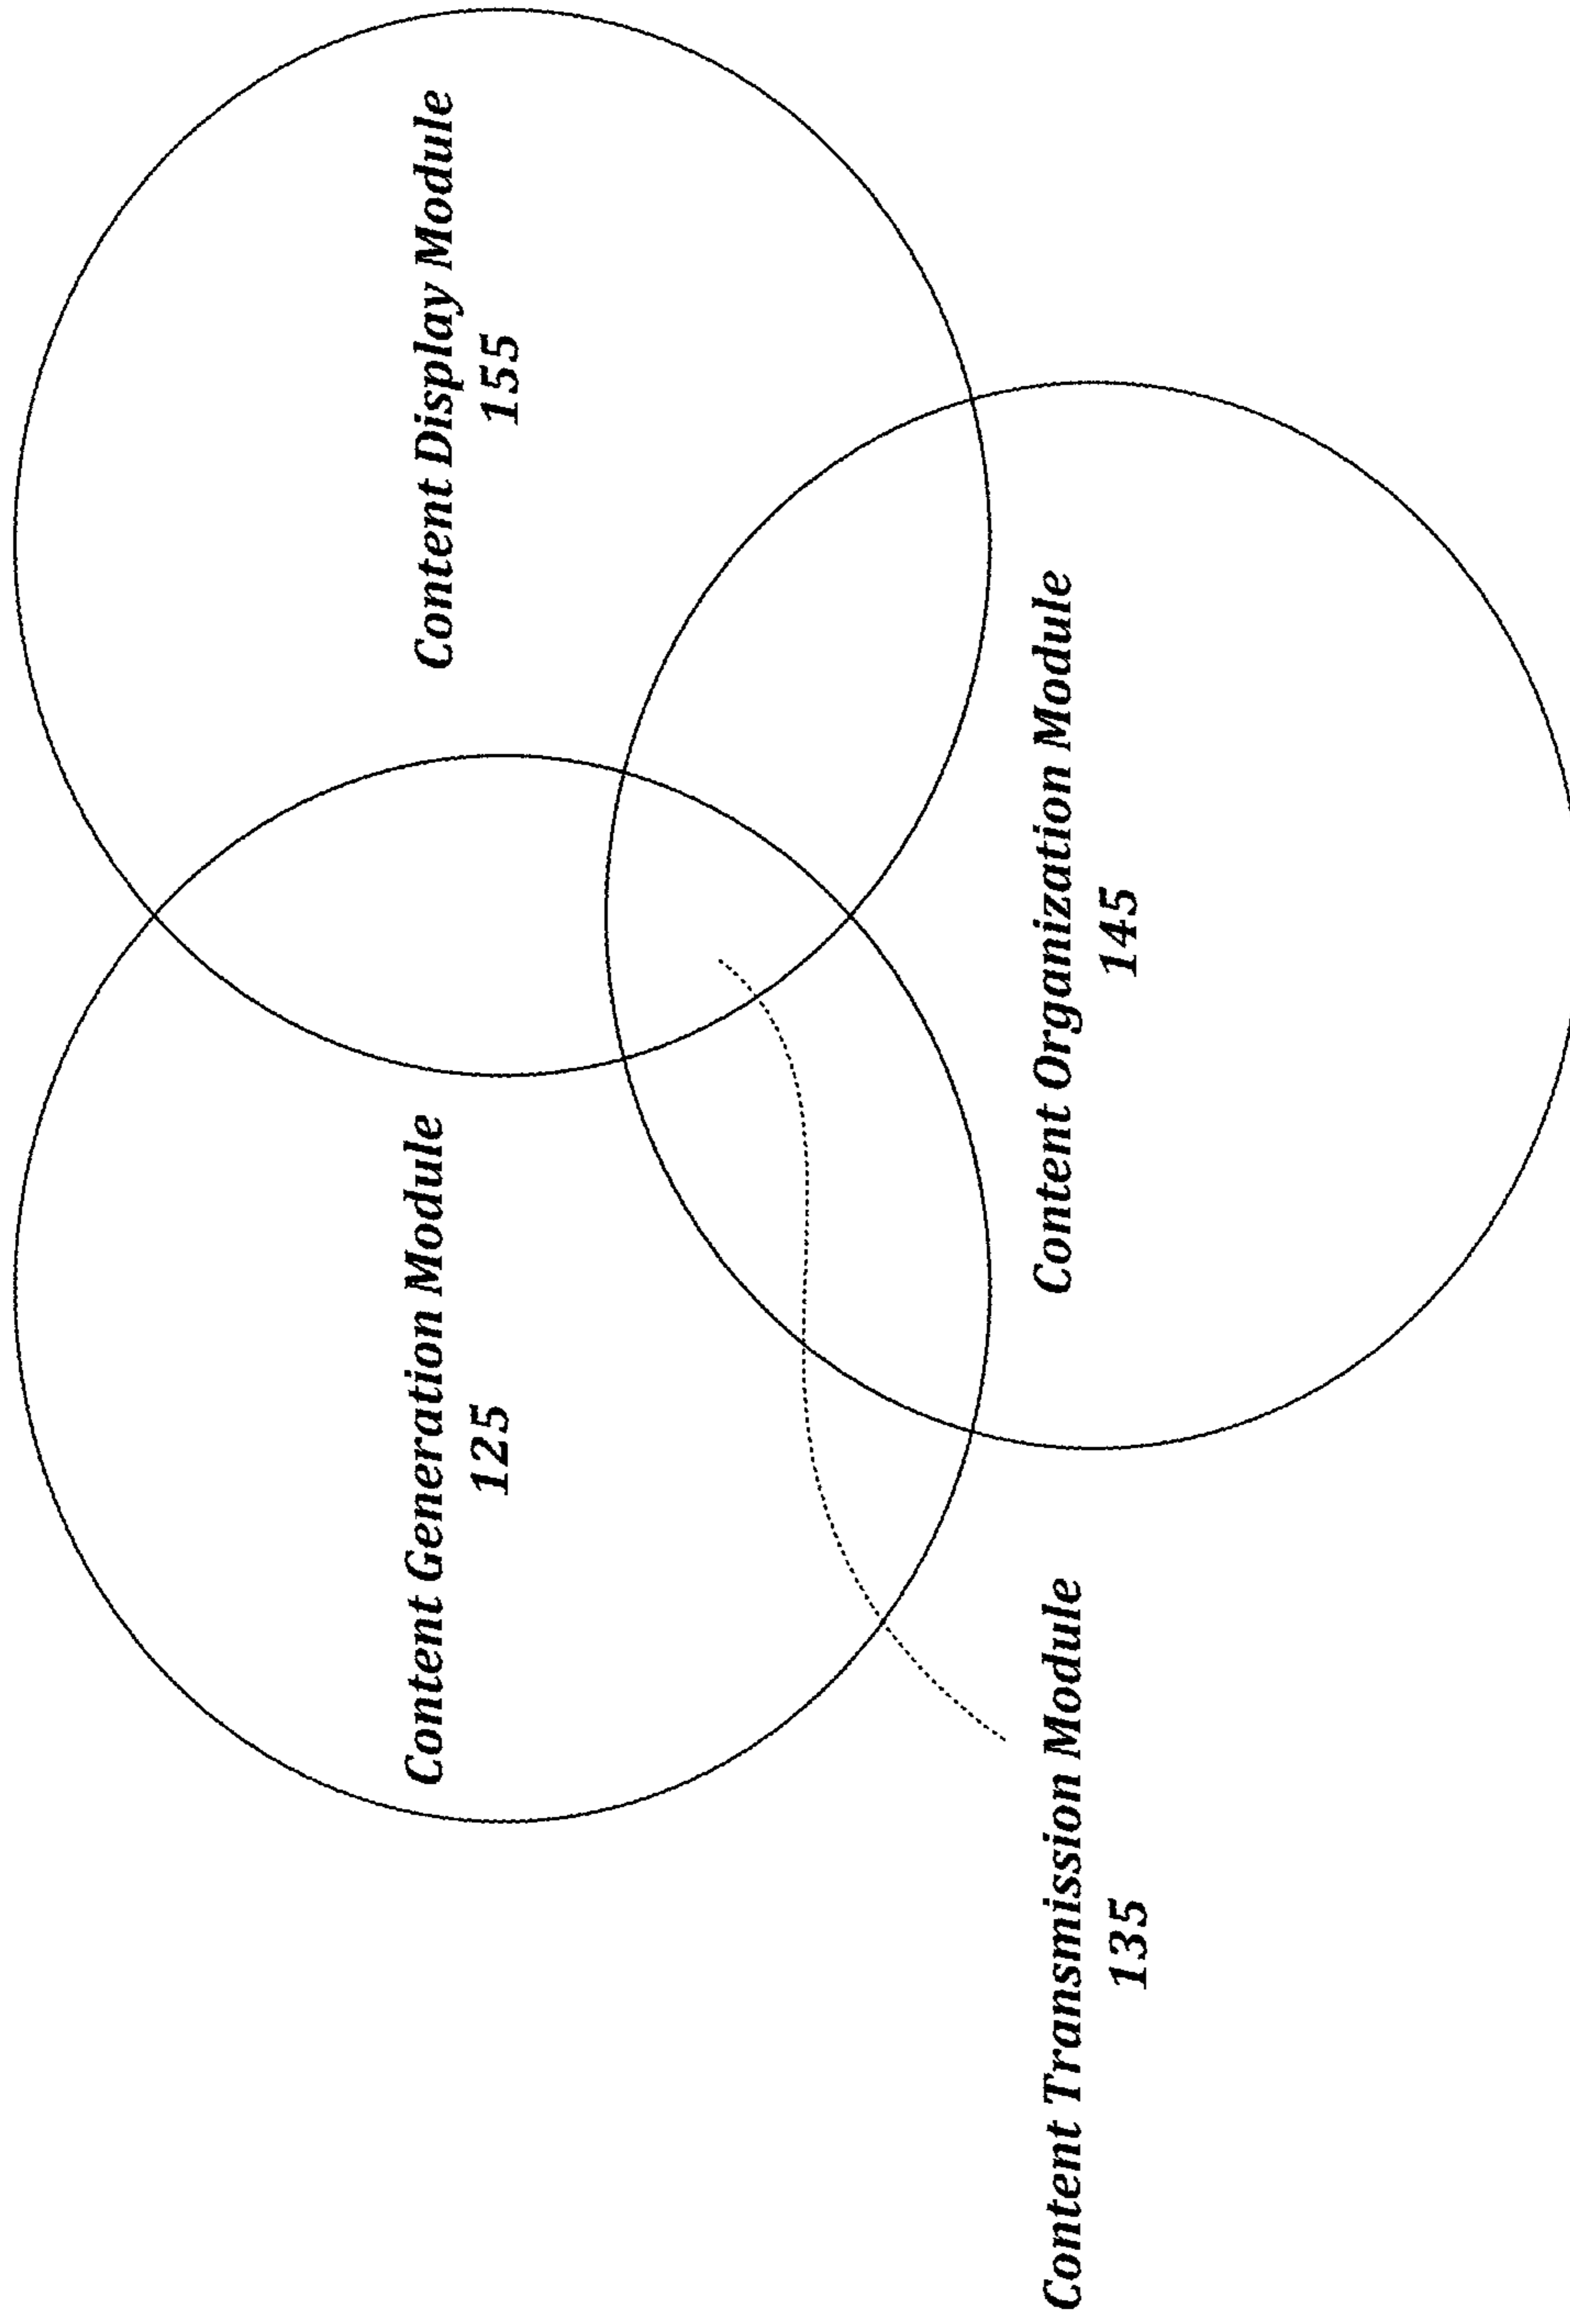 Content Generation Module
125
Content Display Module
155
Content Transmission Module
135
Content Organization Module
145